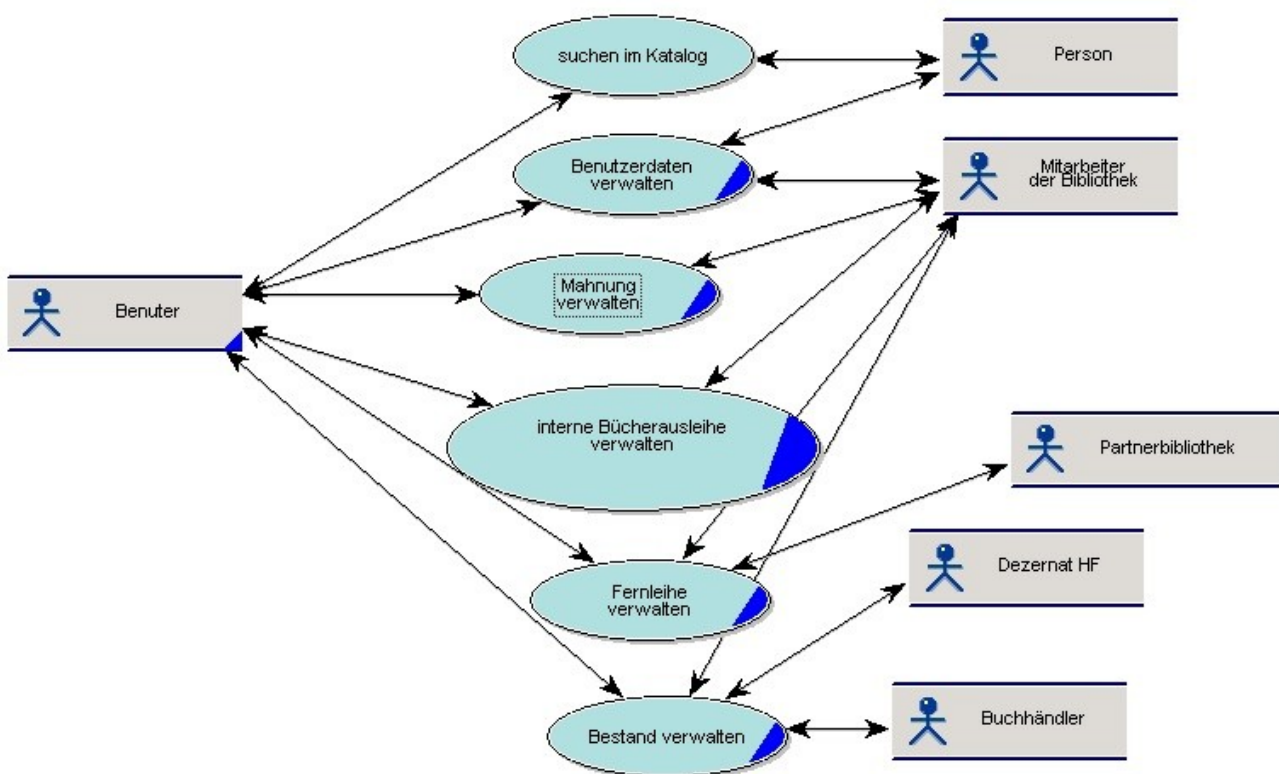 suchen im Katalog
Person
Benutzerdaten
verwalten
Mitarbeiter
der Bibliothek
Mahnung
verwalten
Benuter
interne Bücherausleihe
verwalten
Partnerbibliothek
Fernleihe
verwalten
Dezernat HF
Bestand verwalten
Buchhändler